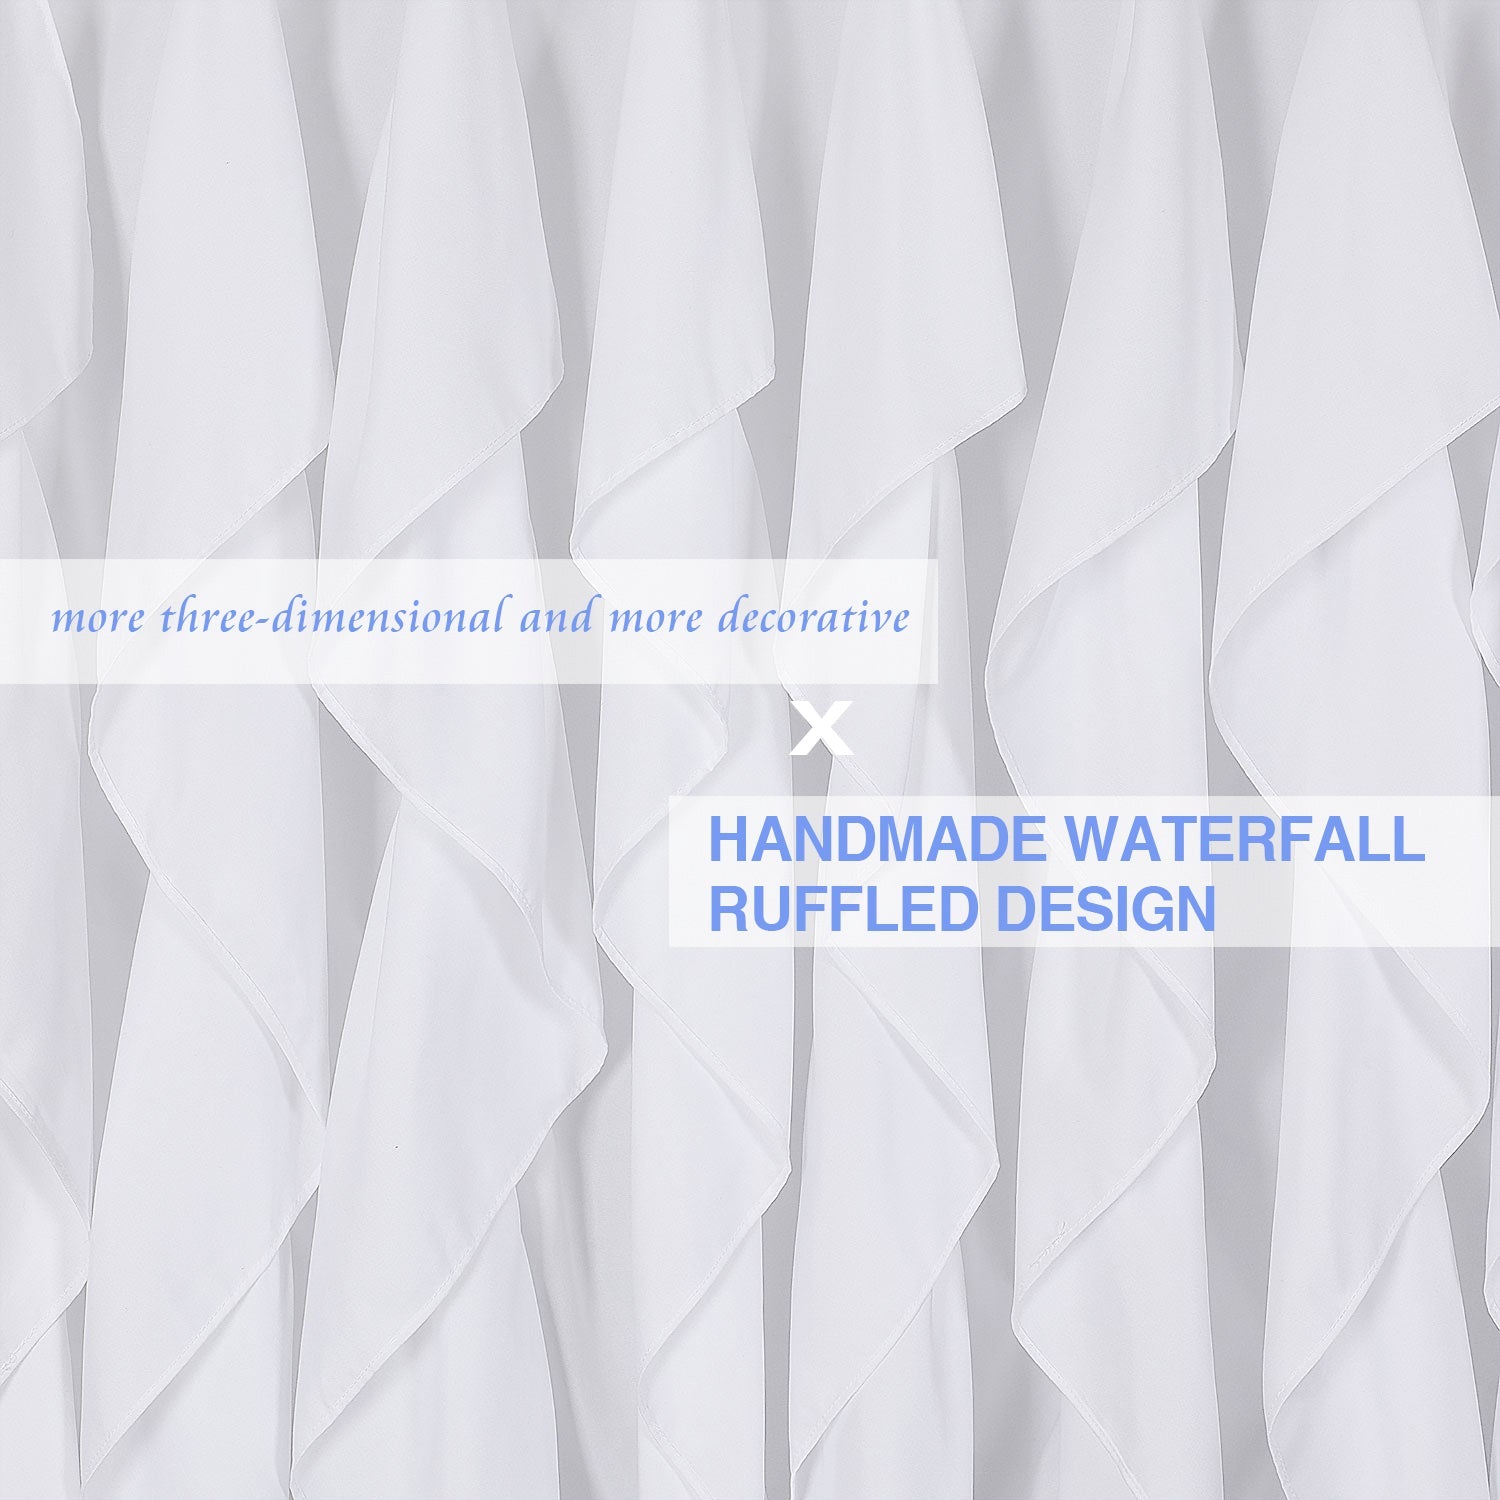 more three-dimensional and more decorative
X
HANDMADE WATERFALL
RUFFLED DESIGN